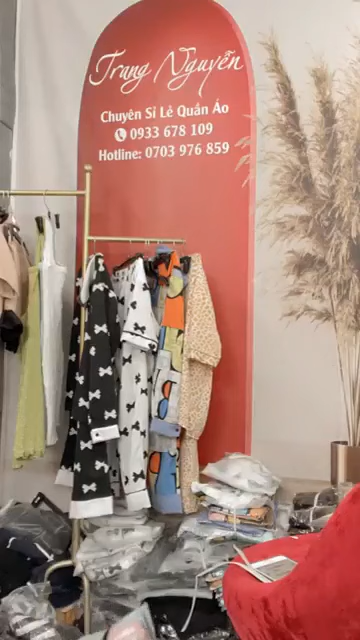 Trang Nguyễn
Chuyên Sỉ Lẻ Quần Áo
0933 678 109
Hotline: 0703 976 859